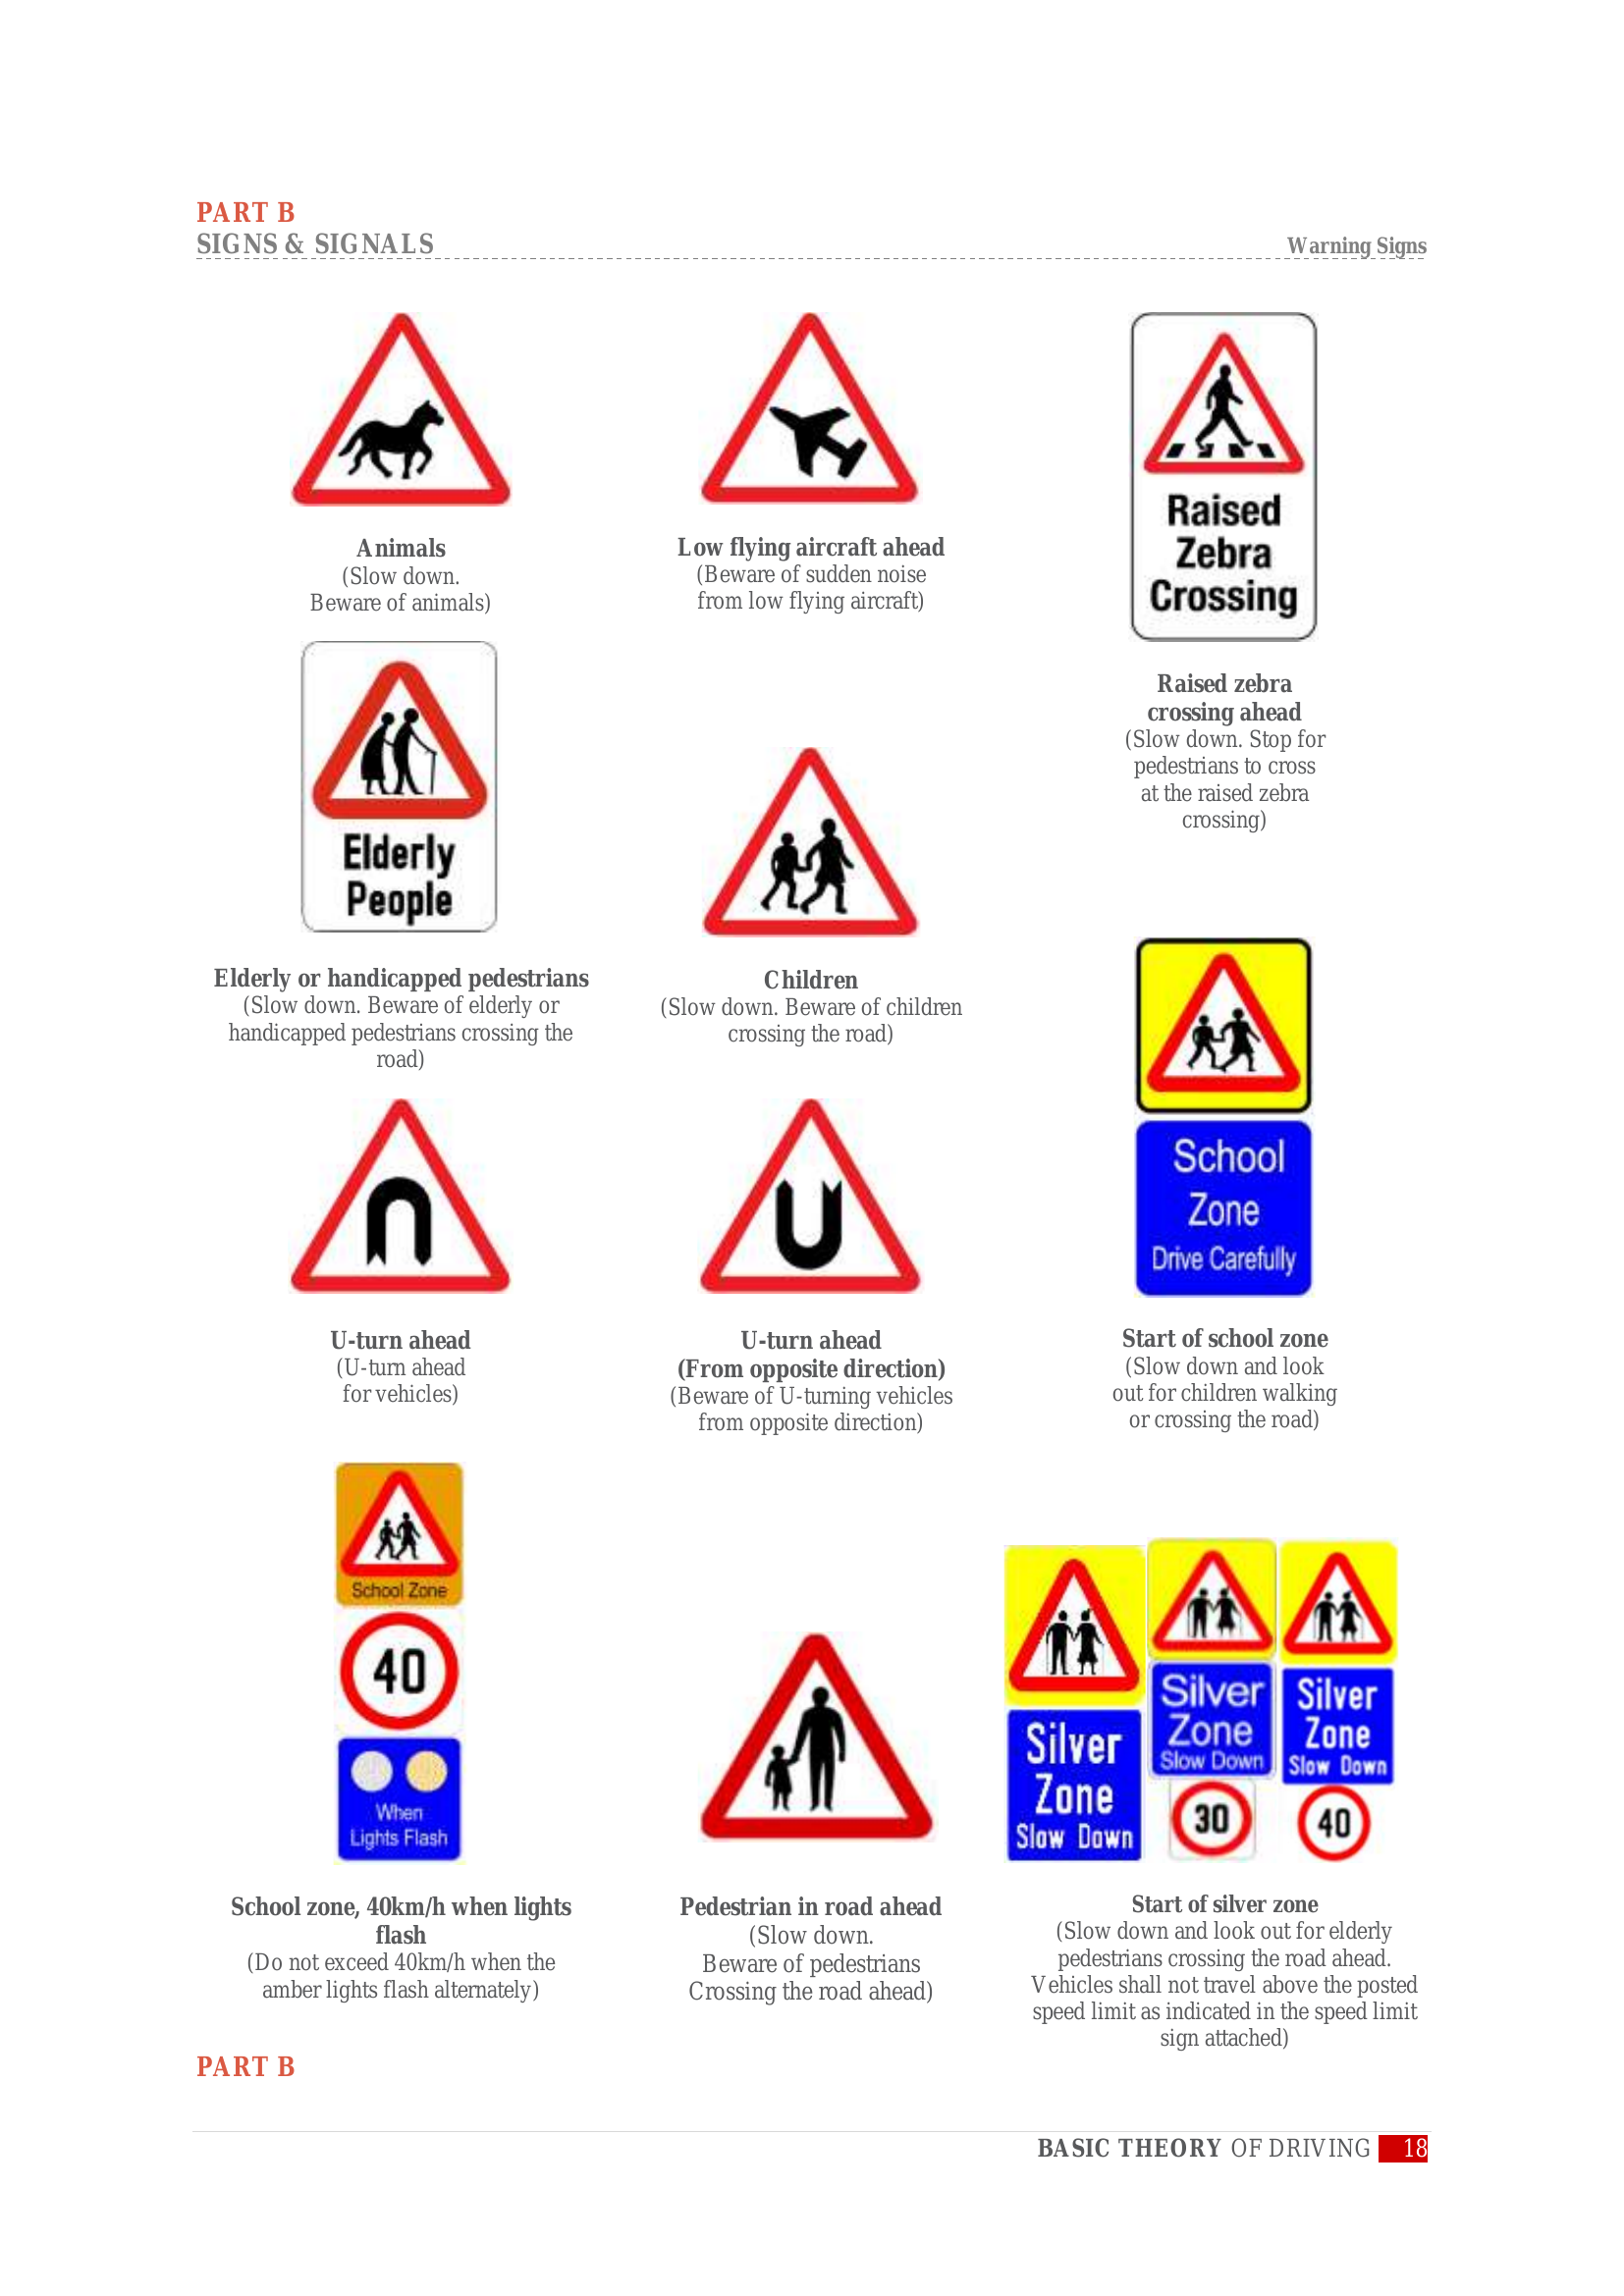 PART B
SIGNS & SIGNALS
Warning Signs
Raised
Zebra
Crossing
Animals
(Slow down.
Beware of animals)
Low flying aircraft ahead
(Beware of sudden noise
from low flying aircraft)
Raised zebra
crossing ahead
(Slow down. Stop for
pedestrians to cross
at the raised zebra
crossing)
Elderly
People
Elderly or handicapped pedestrians
(Slow down. Beware of elderly or
handicapped pedestrians crossing the
road)
Children
(Slow down. Beware of children
crossing the road)
School
Zone
Drive Carefully
U-turn ahead
(U-turn ahead
for vehicles)
U-turn ahead
(From opposite direction)
(Beware of U-turning vehicles
from opposite direction)
Start of school zone
(Slow down and look
out for children walking
or crossing the road)
School Zone
40
When
Lights Flash
Silver
Zone
Slow Down
Silver
Zone
Slow Down
30
Silver
Zone
Slow Down
40
School zone, 40km/h when lights
flash
(Do not exceed 40km/h when the
amber lights flash alternately)
Pedestrian in road ahead
(Slow down.
Beware of pedestrians
Crossing the road ahead)
Start of silver zone
(Slow down and look out for elderly
pedestrians crossing the road ahead.
Vehicles shall not travel above the posted
speed limit as indicated in the speed limit
sign attached)
PART B
BASIC THEORY OF DRIVING 18